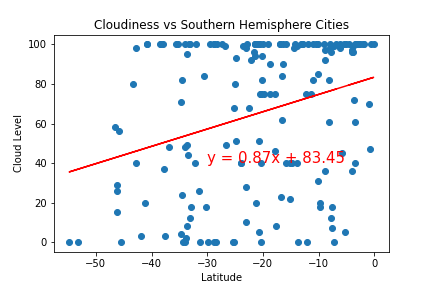 Cloudiness vs Southern Hemisphere Cities
100
80
60
40
20
0
Cloud Level
y = 0.87x + 83.45
−50 −40 −30 −20 −10 0
Latitude